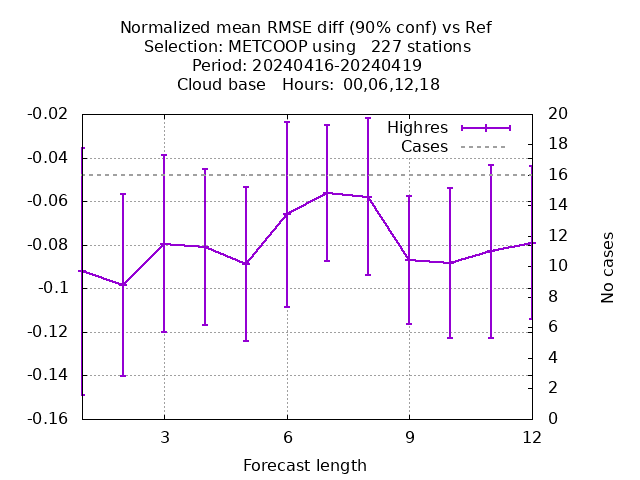 Normalized mean RMSE diff (90% conf) vs Ref
Selection: METCOOP using   227 stations
Period: 20240416-20240419
Cloud base   Hours:  00,06,12,18
Highres
Cases
-0.02
-0.04
-0.06
-0.08
-0.1
-0.12
-0.14
-0.16
20
18
16
14
12
10
8
6
4
2
0
No cases
3 6 9 12
Forecast length